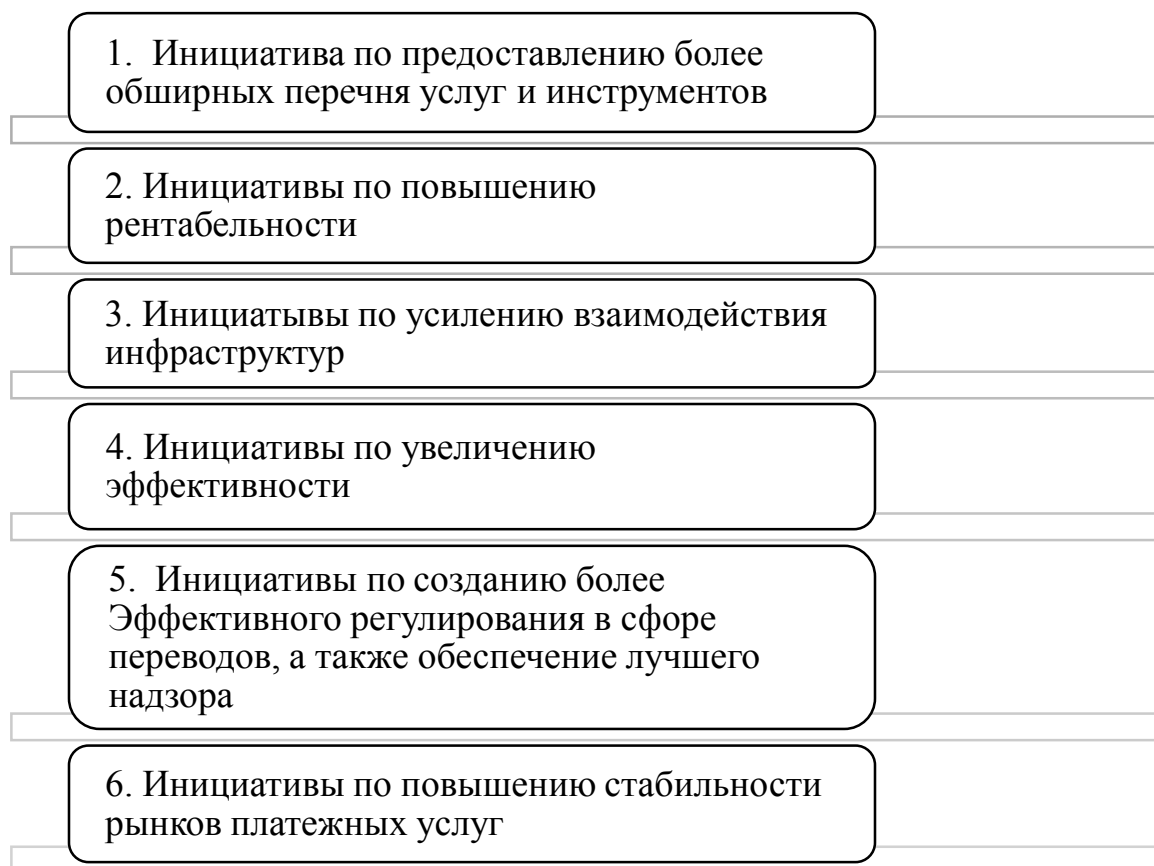 1. Инициатива по предоставлению более
обширных перечня услуг и инструментов
2. Инициативы по повышению
рентабельности
3. Инициатывы по усилению взаимодействия
инфраструктур
4. Инициативы по увеличению
эффективности
5. Инициативы по созданию более
Эффективного регулирования в сфоре
переводов, а также обеспечение лучшего
надзора
6. Инициативы по повышению стабильности
рынков платежных услуг